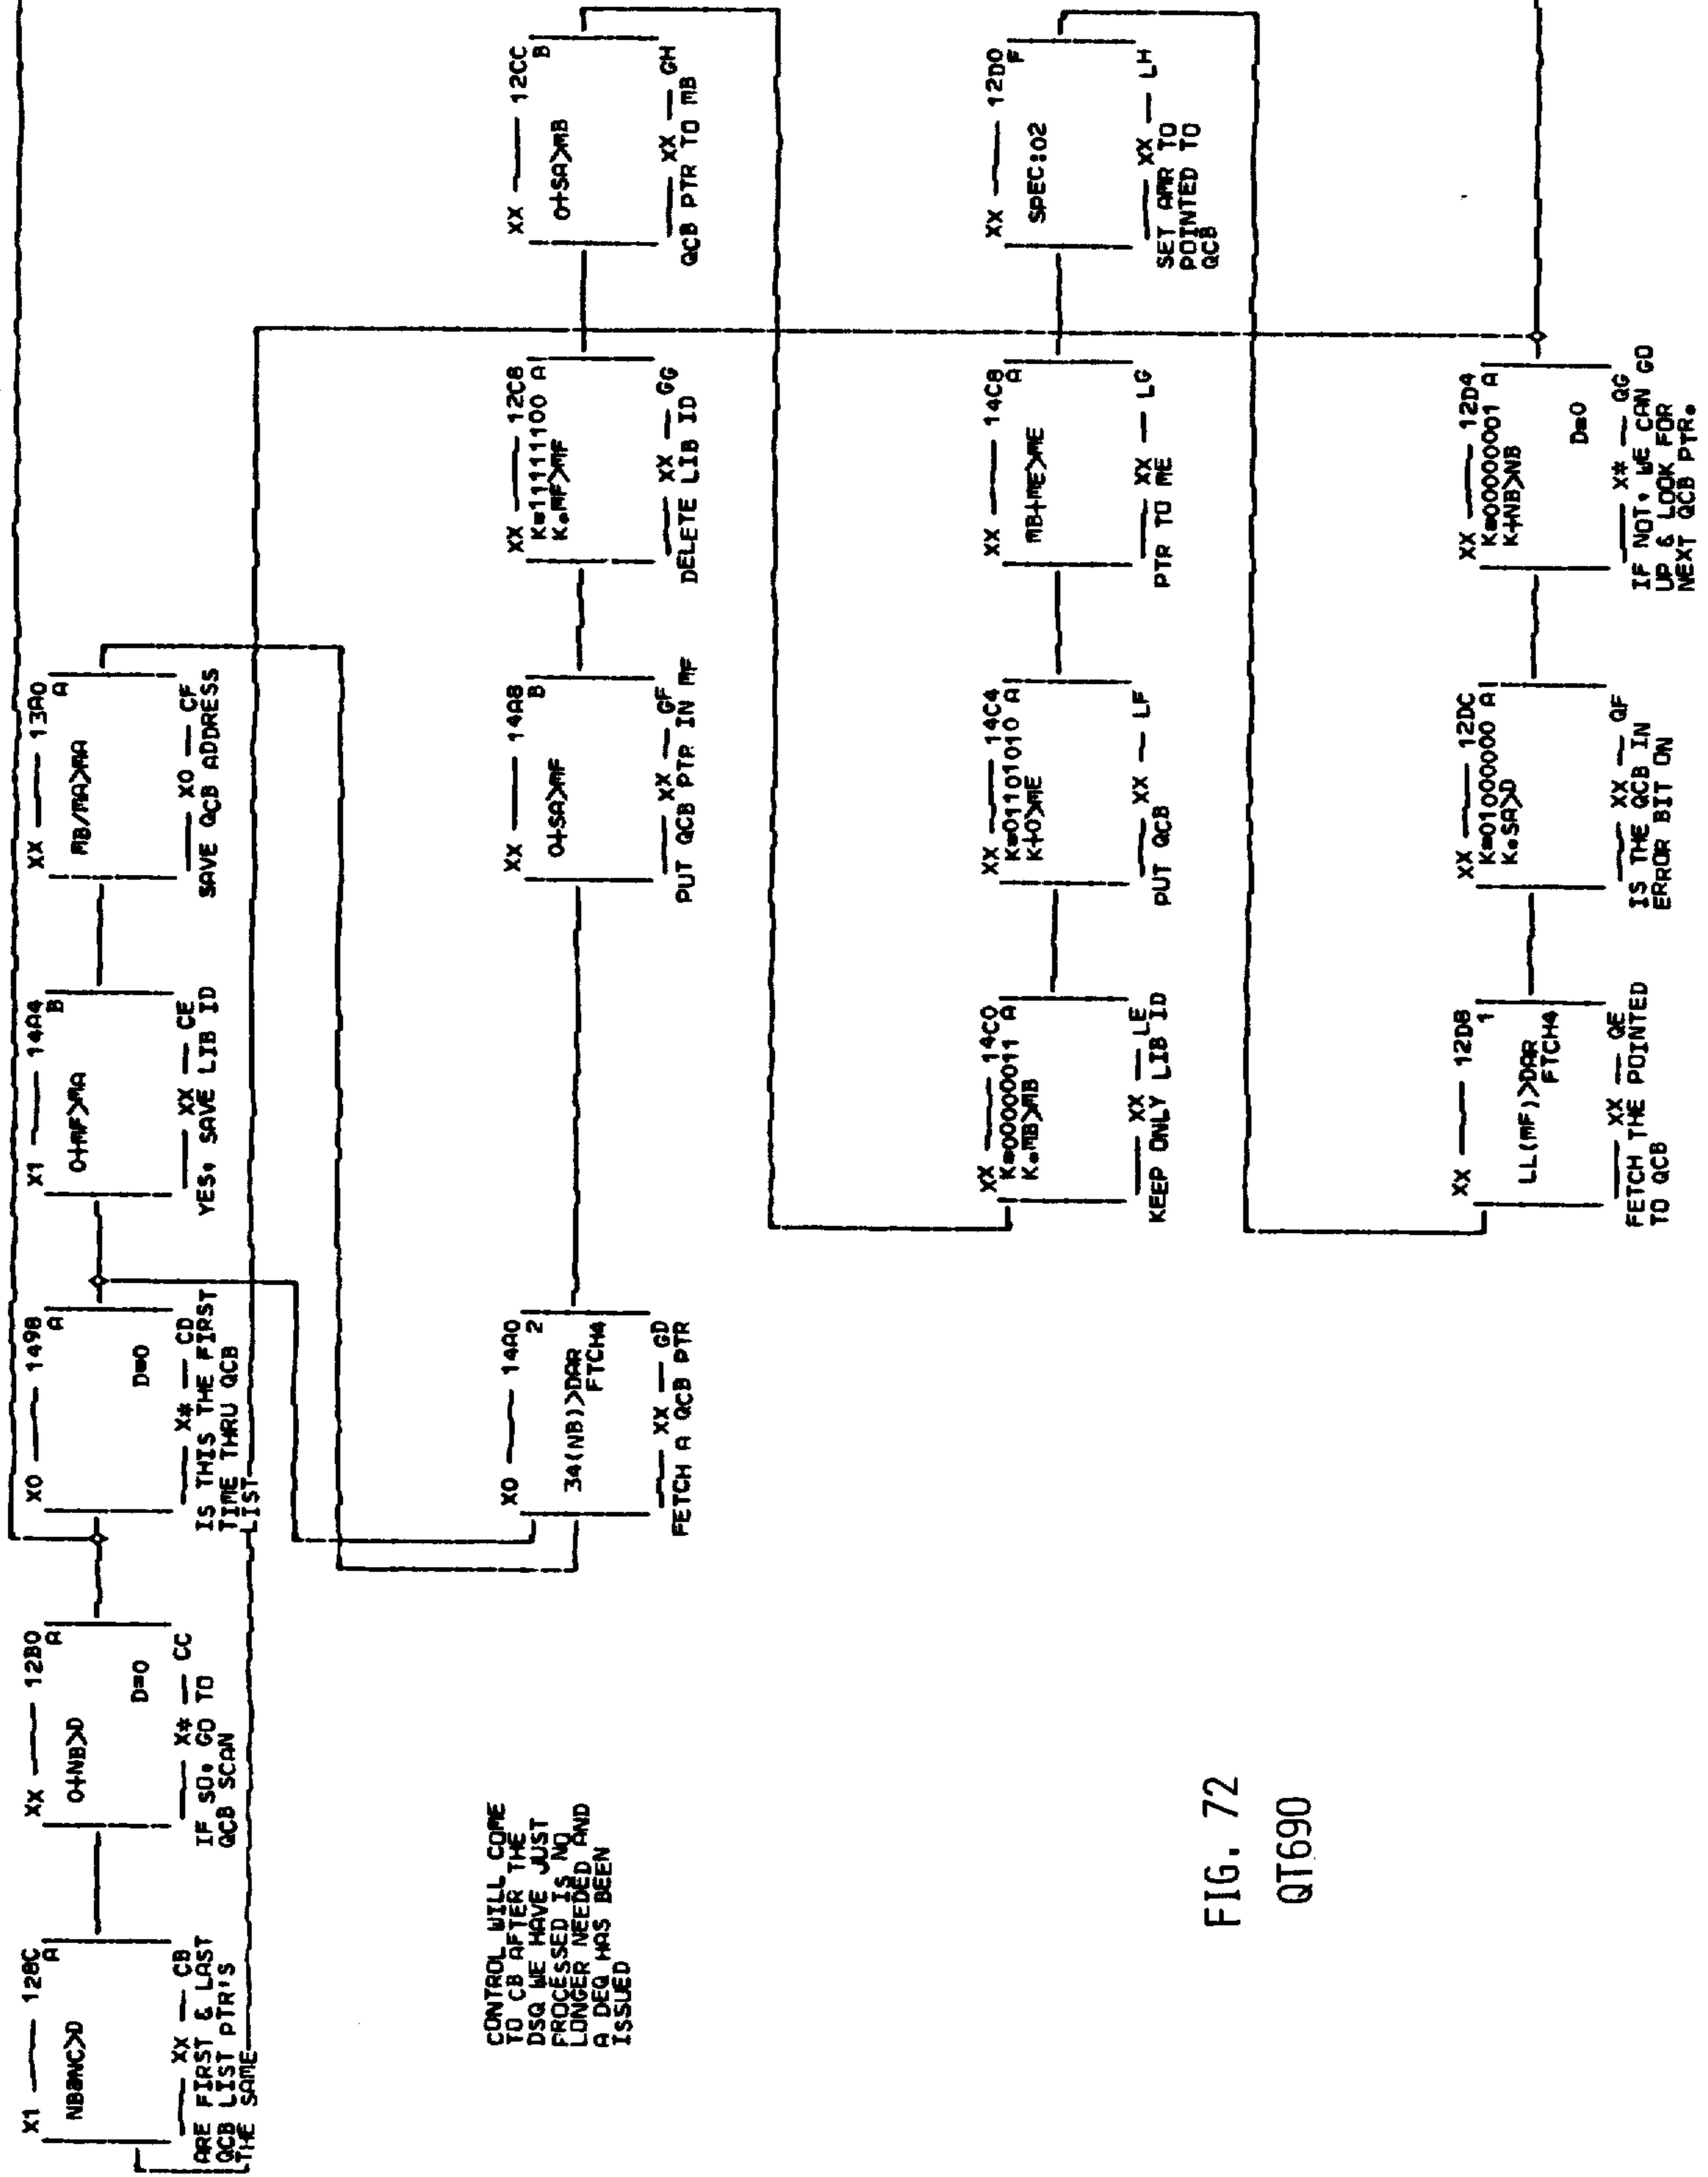 X1 —— 128C
A
NB@NC>D
—— XX — CB
ARE FIRST & LAST
QCB LIST PTR'S
THE SAME
XX —— 12B0
A
0+NB>D
D=0
—— X* — CC
IF SO, GO TO
QCB SCAN
X0 —— 1498
A
D=0
—— X* — CD
IS THIS THE FIRST
TIME THRU QCB
LIST
X1 —— 14A4
B
0+MF>MA
—— XX — CE
YES, SAVE LIB ID
XX —— 13A0
A
MB/MA>MA
—— X0 — CF
SAVE QCB ADDRESS
CONTROL WILL COME
TO CB AFTER THE
DSQ WE HAVE JUST
PROCESSED IS NO
LONGER NEEDED AND
A DEQ HAS BEEN
ISSUED
X0 —— 14A0
2
34(NB)>DAR
FTCH4
—— XX — GD
FETCH A QCB PTR
XX —— 14A8
B
0+SA>MF
—— XX — GF
PUT QCB PTR IN MF
XX —— 12C8
K=11111100 A
K.MF>MF
—— XX — GG
DELETE LIB ID
XX —— 12CC
B
0+SA>MB
—— XX — GH
QCB PTR TO MB
XX —— 14C0
K=00000011 A
K.MB>MB
—— XX — LE
KEEP ONLY LIB ID
XX —— 14C4
K=01101010 A
K+0>ME
—— XX — LF
PUT QCB
XX —— 14C8
A
MB+ME>ME
—— XX — LG
PTR TO ME
XX —— 12D0
F
SPEC:02
—— XX — LH
SET AMR TO
POINTED TO
QCB
XX —— 12D8
1
LL(MF)>DAR
FTCH4
—— XX — QE
FETCH THE POINTED
TO QCB
XX —— 12DC
K=01000000 A
K.SA>D
—— XX — QF
IS THE QCB IN
ERROR BIT ON
XX —— 12D4
K=00000001 A
K+NB>NB
D=0
—— X* — QG
IF NOT, WE CAN GO
UP & LOOK FOR
NEXT QCB PTR.
FIG. 72
QT690